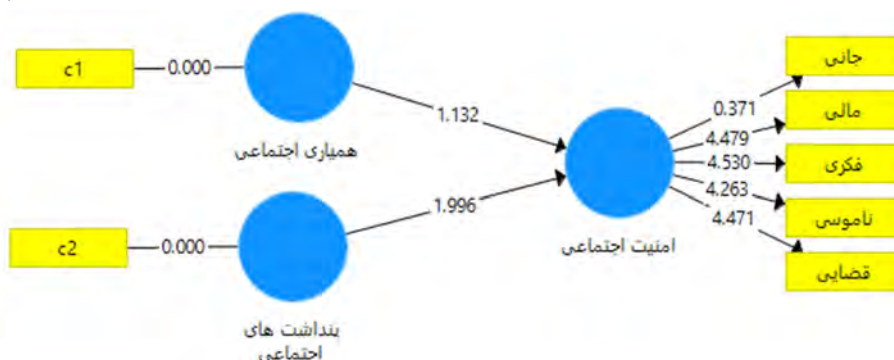 c1
0.000
همیاری اجتماعی
1.132
c2
0.000
پنداشت های
اجتماعی
1.996
امنیت اجتماعی
0.371
4.479
4.530
4.263
4.471
جانی
مالی
فکری
ناموسی
قضایی